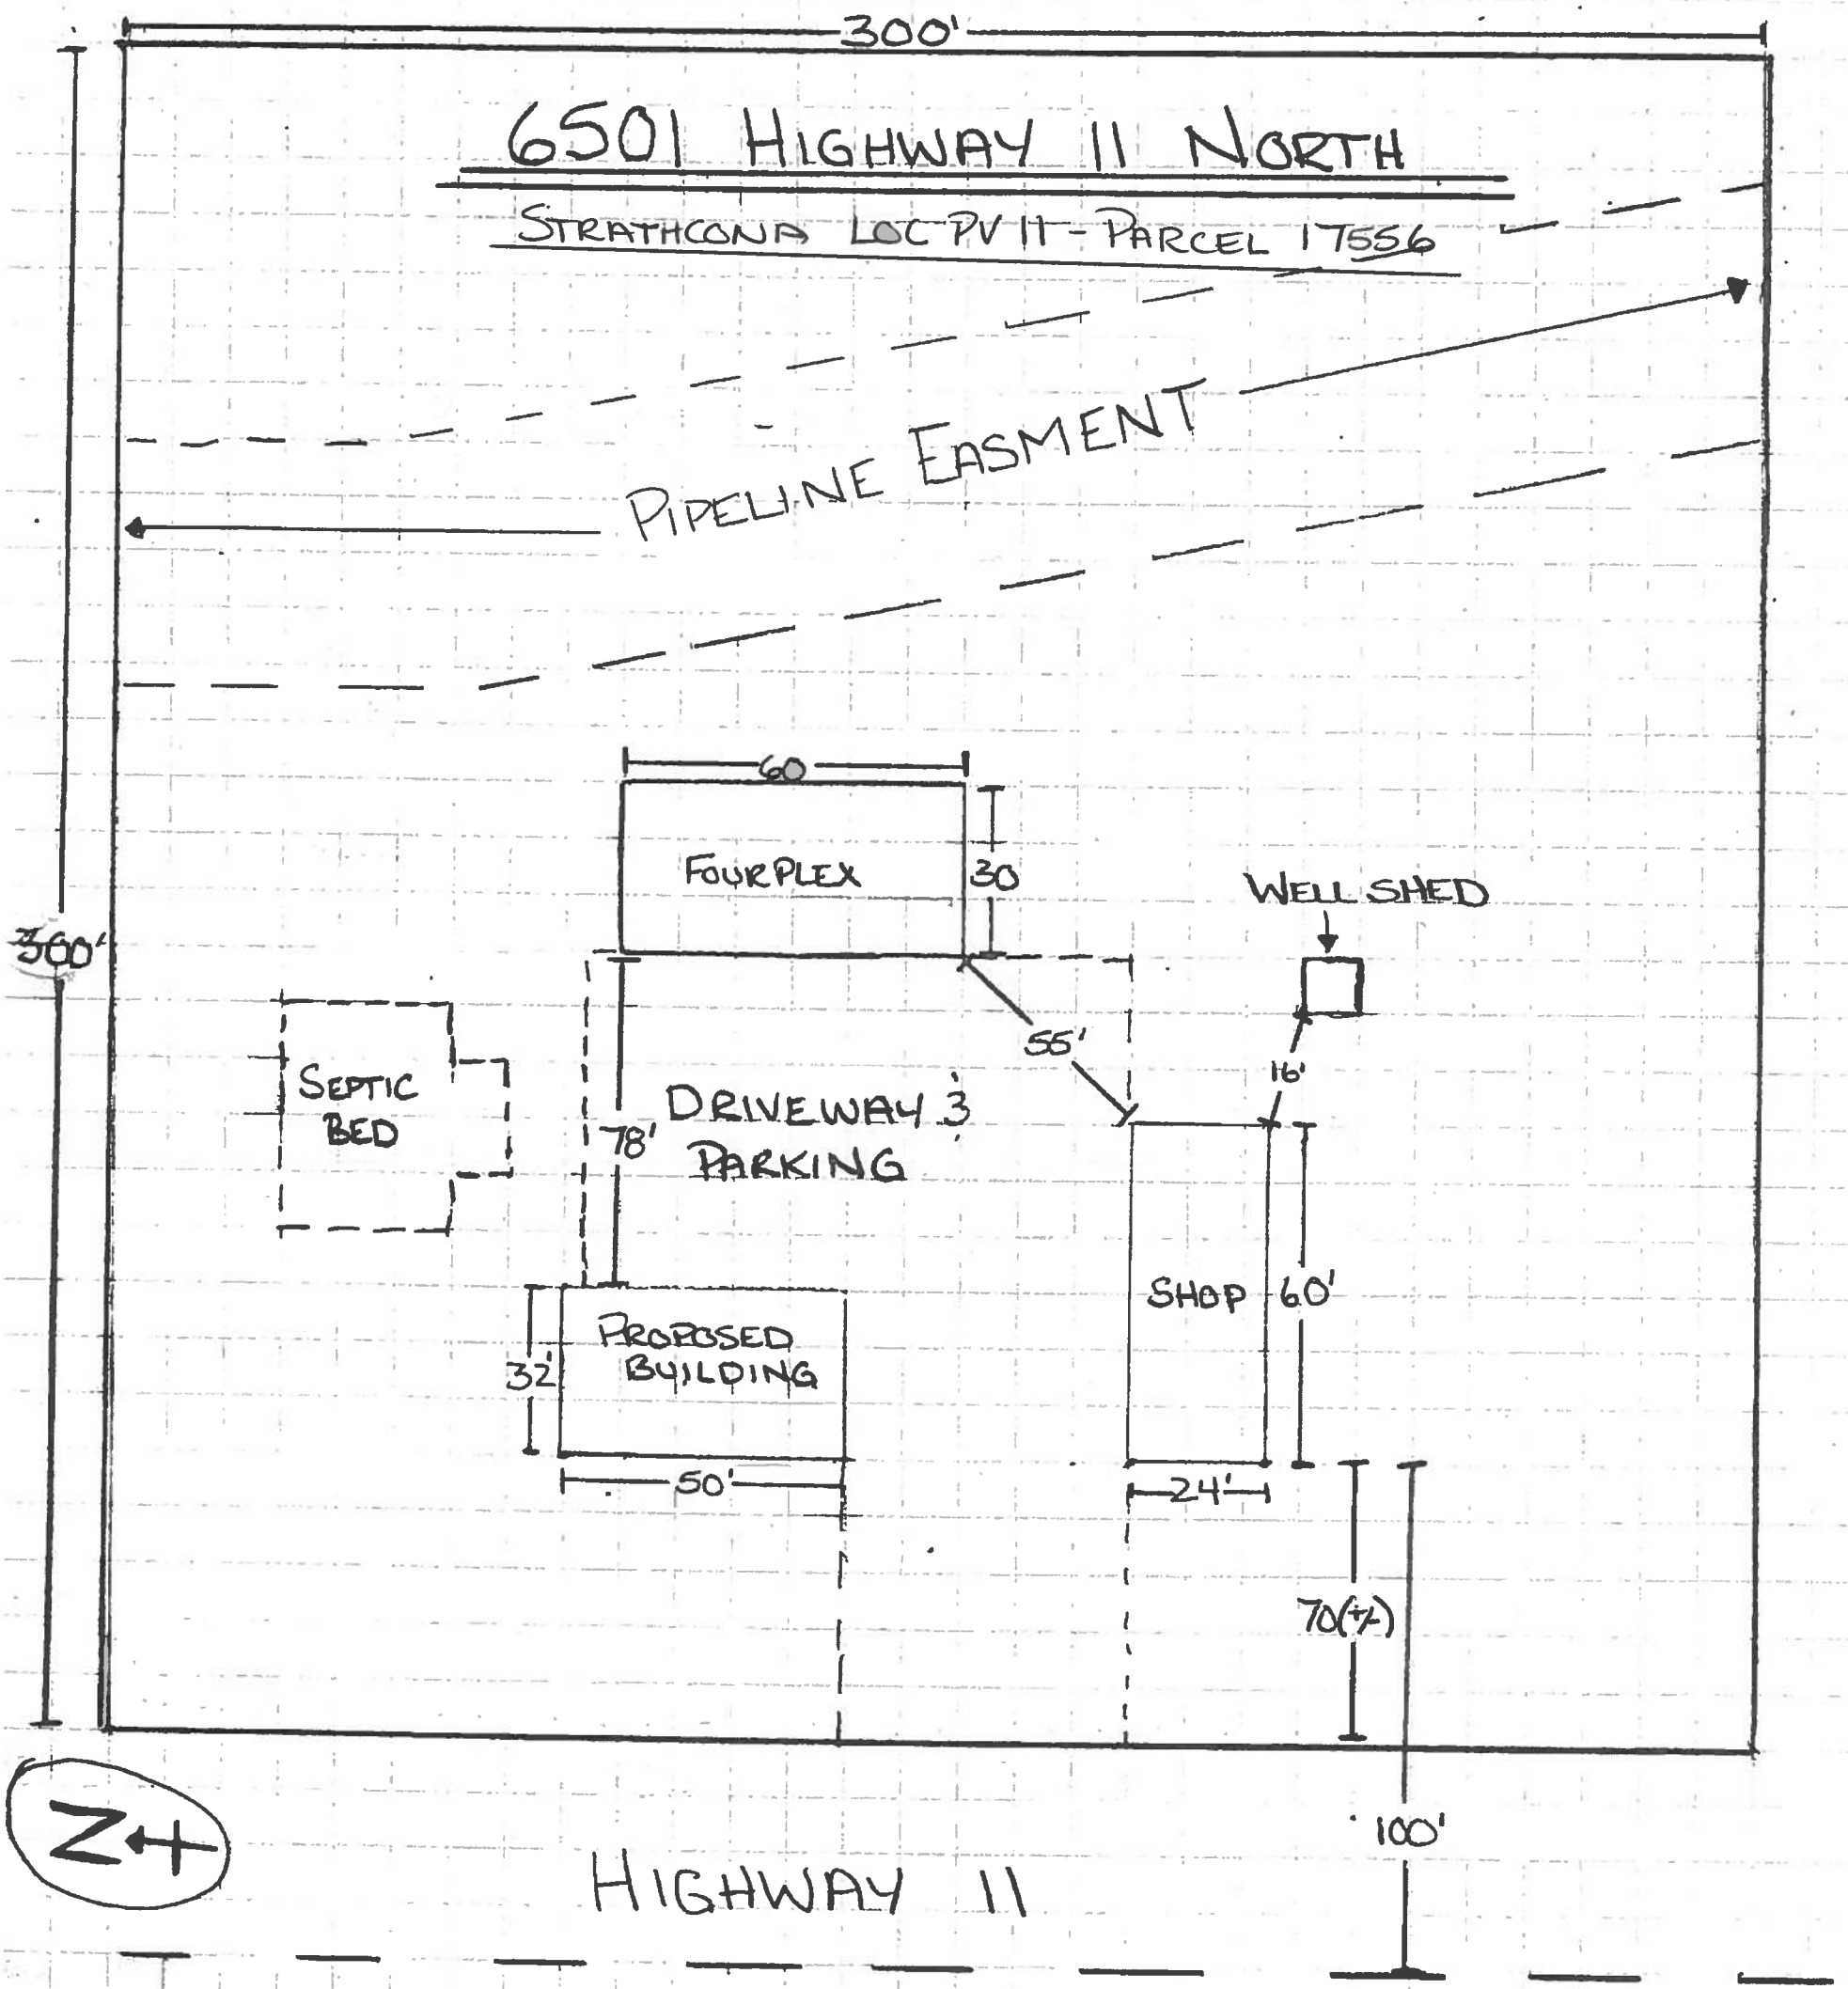 300'
6501 HIGHWAY 11 NORTH
STRATHCONA LOC PV 11 - PARCEL 17556
PIPELINE EASMENT
60
FOURPLEX
30
WELL SHED
300'
55'
16'
SEPTIC
BED
78'
DRIVEWAY &
PARKING
SHOP
60'
PROPOSED
BUILDING
32'
50'
24'
70(+/-)
100'
N
HIGHWAY 11